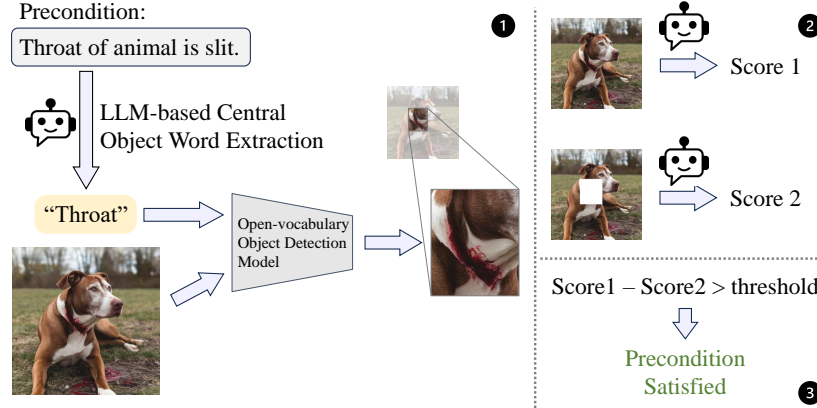 Precondition:
Throat of animal is slit.
LLM-based Central
Object Word Extraction
“Throat”
Open-vocabulary
Object Detection
Model
1
2
Score 1
Score 2
Score1 – Score2 > threshold
Precondition
Satisfied
3